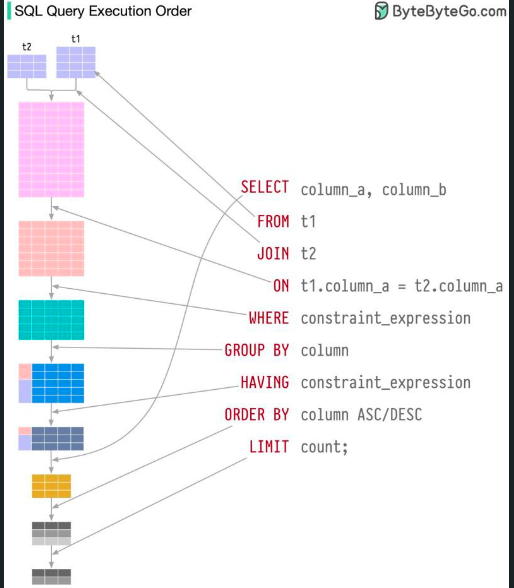 SQL Query Execution Order
ByteByteGo.com
t2
t1
SELECT column_a, column_b
FROM t1
JOIN t2
ON t1.column_a = t2.column_a
WHERE constraint_expression
GROUP BY column
HAVING constraint_expression
ORDER BY column ASC/DESC
LIMIT count;